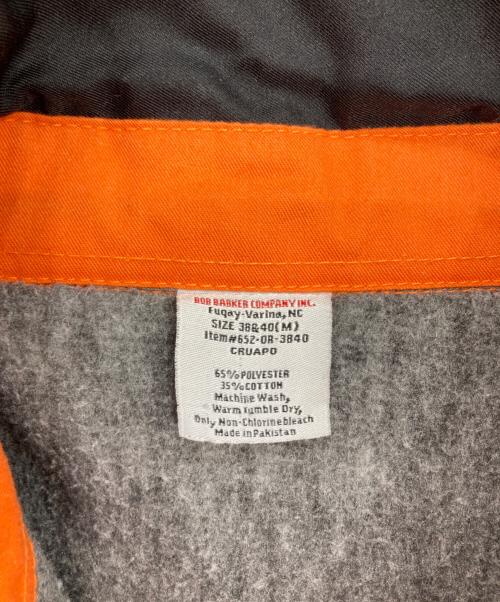 BOB BARKER COMPANY INC.
Fuqay-Varina, NC
SIZE 38&40(M)
Item#652-OR-3840
CRUAPO
65%POLYESTER
35%COTTON
Machine Wash,
Warm Tumble Dry,
Only Non-Chlorinebleach
Made in Pakistan